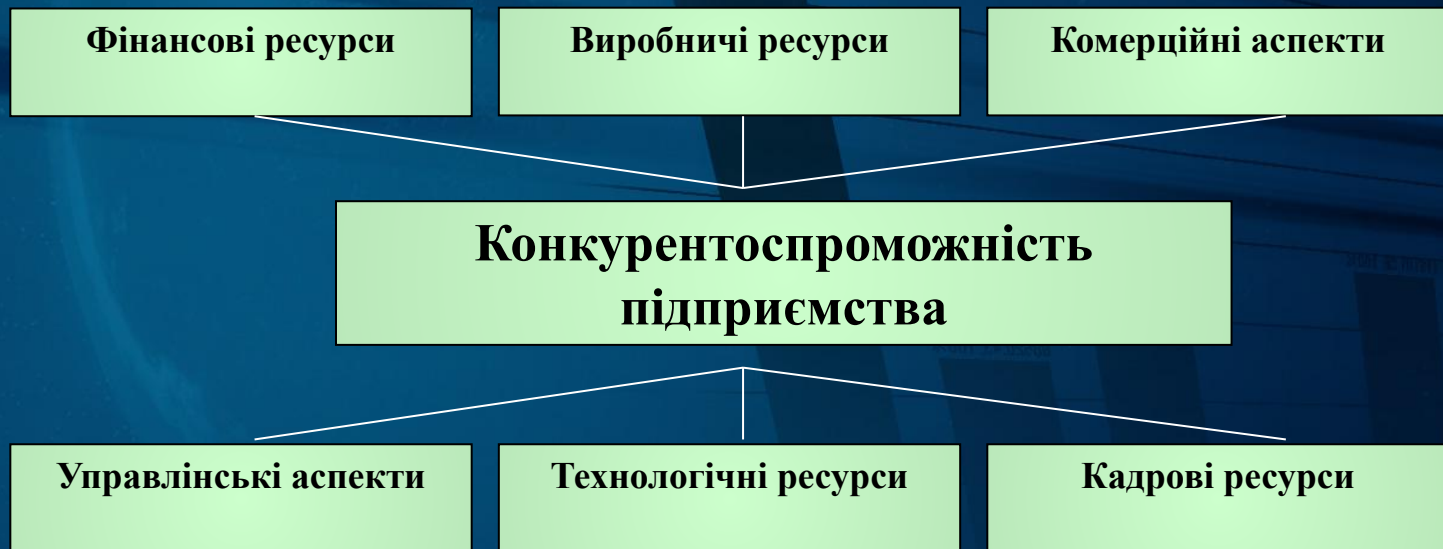 Фінансові ресурси
Виробничі ресурси
Комерційні аспекти
Конкурентоспроможність
підприємства
Управлінські аспекти
Технологічні ресурси
Кадрові ресурси